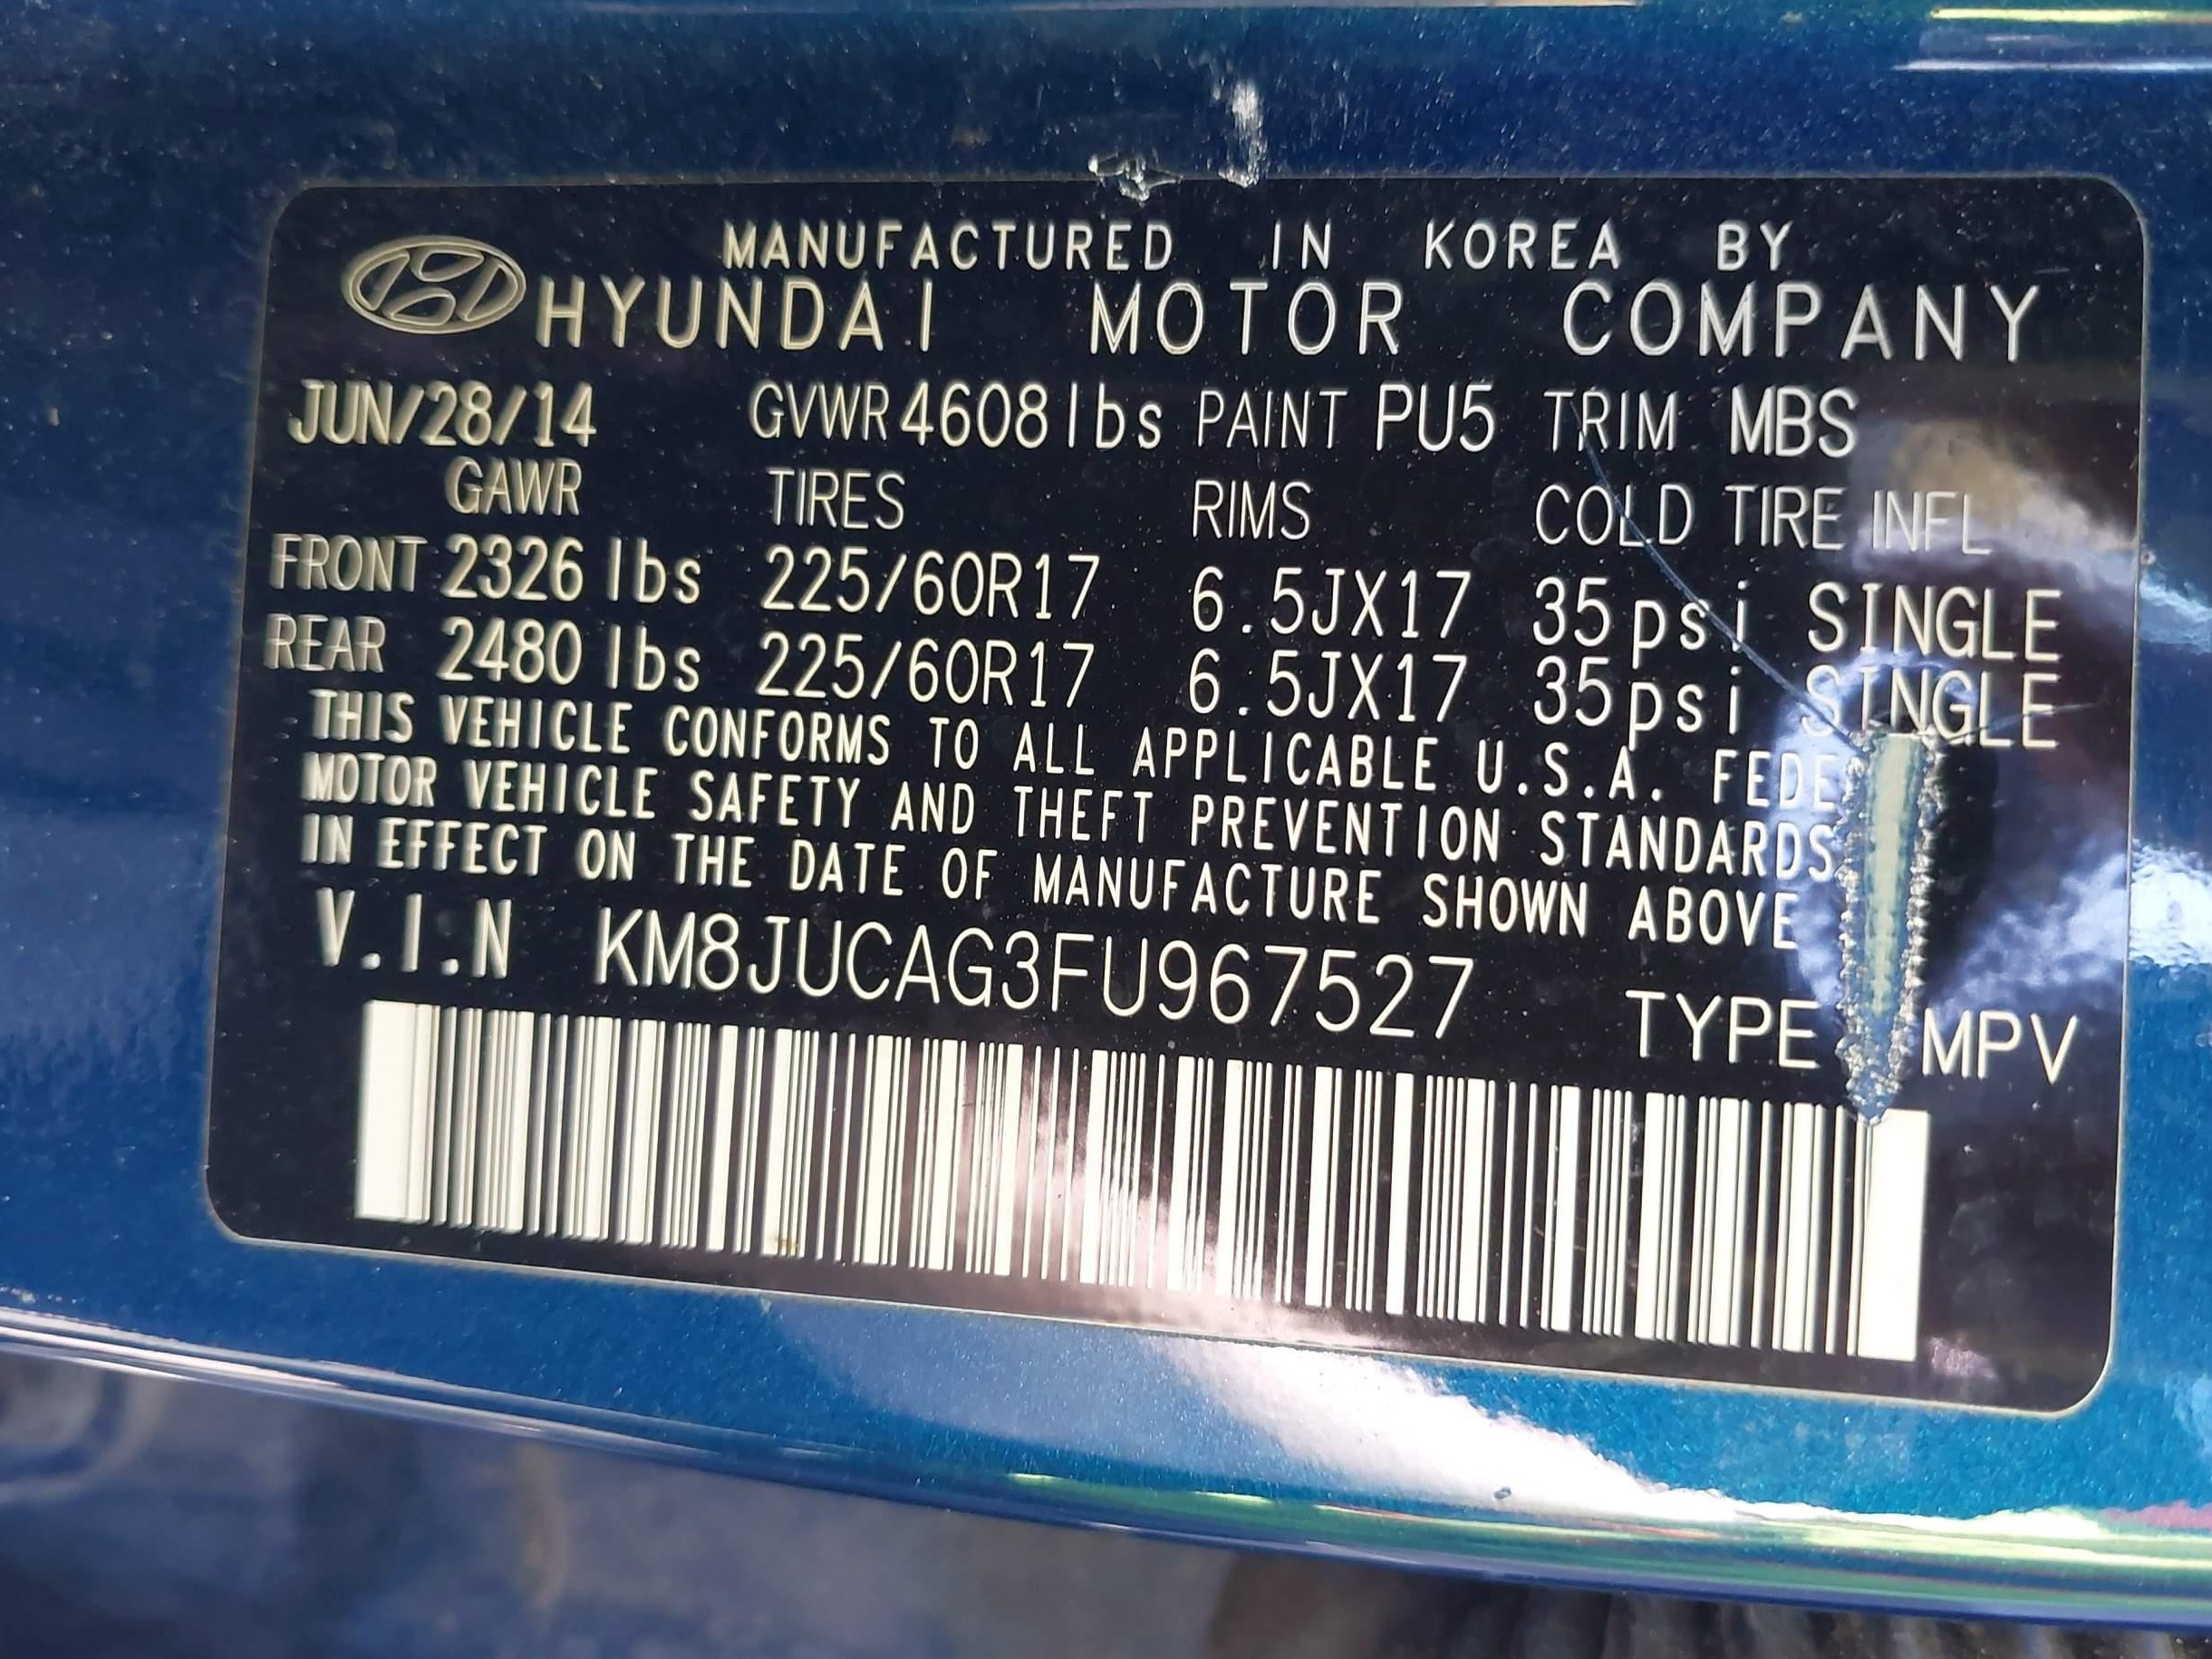 MANUFACTURED IN KOREA BY
HYUNDAI MOTOR COMPANY
JUN/28/14 GVWR 4608lbs PAINT PU5 TRIM MBS
GAWR TIRES RIMS COLD TIRE INFL
FRONT 2326 lbs 225/60R17 6.5JX17 35psi SINGLE
REAR 2480 lbs 225/60R17 6.5JX17 35psi SINGLE
THIS VEHICLE CONFORMS TO ALL APPLICABLE U.S.A.
MOTOR VEHICLE SAFETY AND THEFT PREVENTION STANDARDS
IN EFFECT ON THE DATE OF MANUFACTURE SHOWN ABOVE
V.I.N KM8JUCAG3FU967527 TYPE MPV